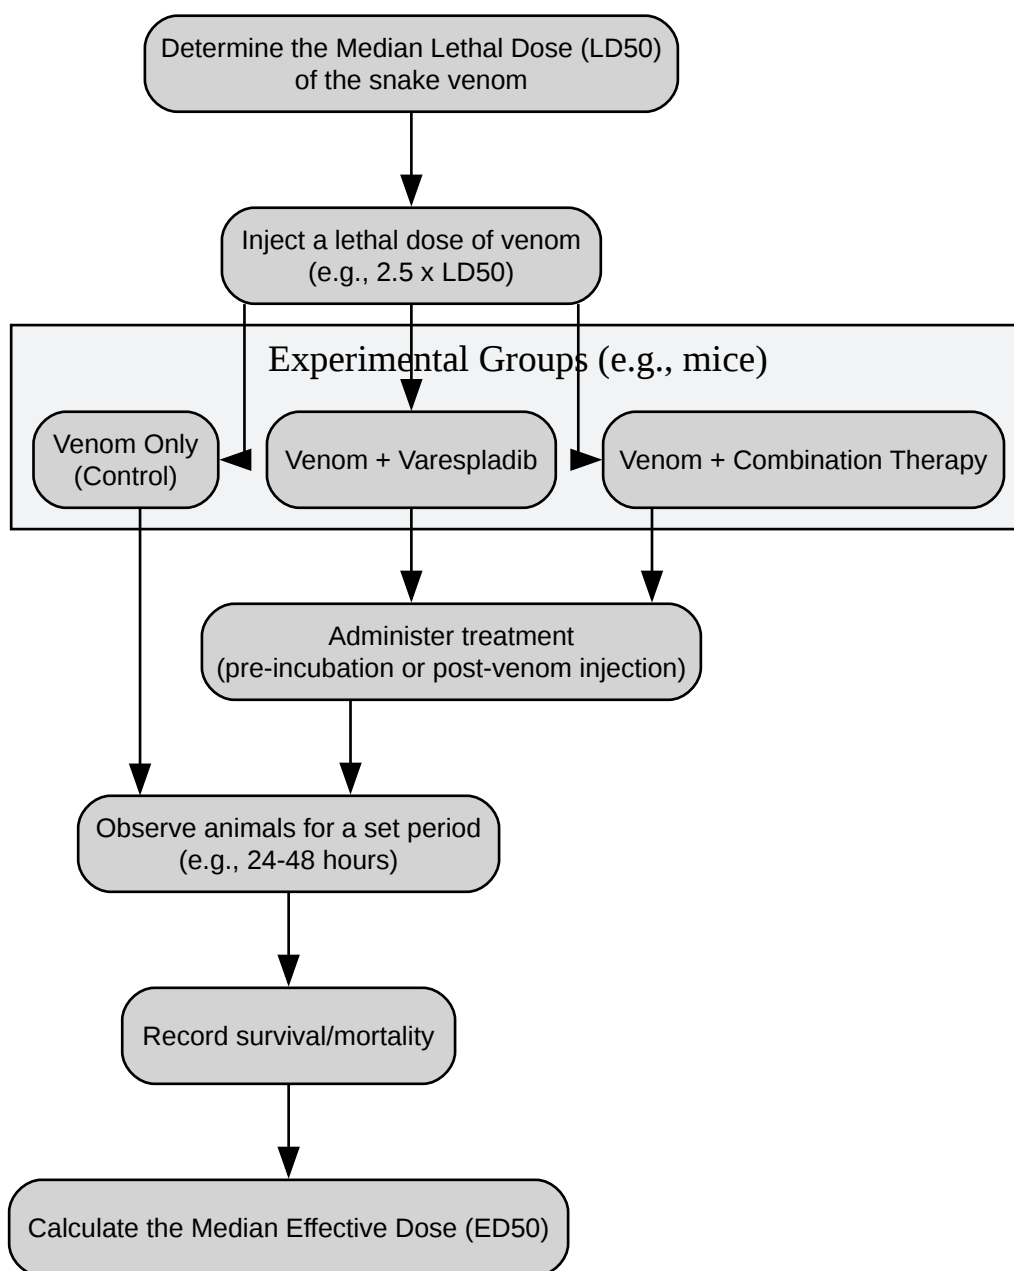 Determine the Median Lethal Dose (LD50)
of the snake venom
Inject a lethal dose of venom
(e.g., 2.5 x LD50)
Experimental Groups (e.g., mice)
Venom Only
(Control)
Venom + Varespladib
Venom + Combination Therapy
Administer treatment
(pre-incubation or post-venom injection)
Observe animals for a set period
(e.g., 24-48 hours)
Record survival/mortality
Calculate the Median Effective Dose (ED50)